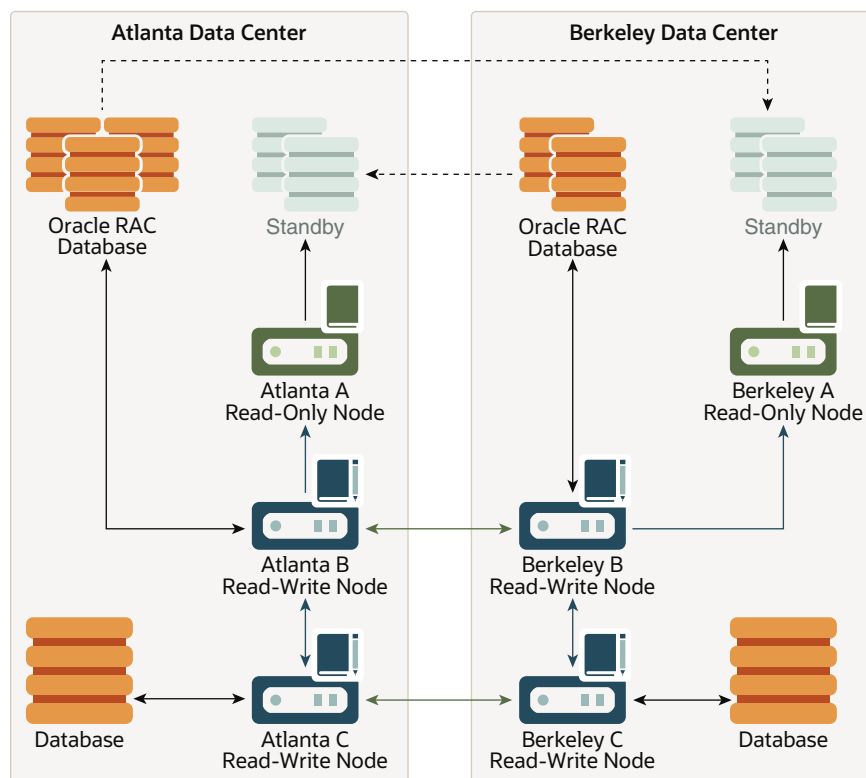 Atlanta Data Center
Berkeley Data Center
Oracle RAC
Database
Standby
Oracle RAC
Database
Standby
Atlanta A
Read-Only Node
Berkeley A
Read-Only Node
Atlanta B
Read-Write Node
Berkeley B
Read-Write Node
Database
Atlanta C
Read-Write Node
Berkeley C
Read-Write Node
Database